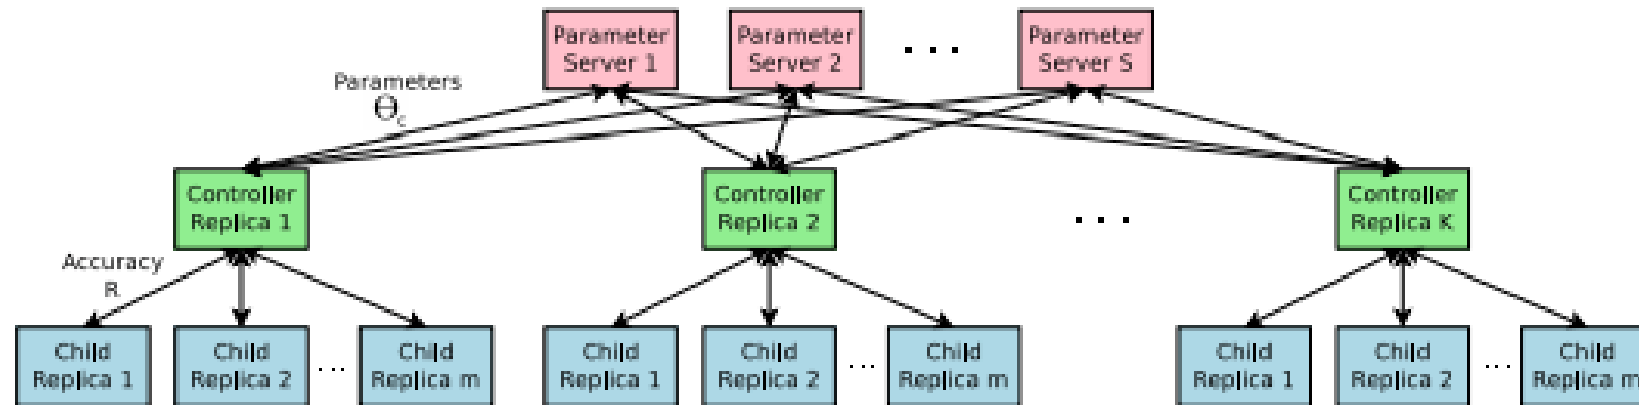 Parameter
Server 1
Parameter
Server 2
. . .
Parameter
Server S
Parameters
Θc
Controller
Replica 1
Controller
Replica 2
. . .
Controller
Replica K
Accuracy
R
Child
Replica 1
Child
Replica 2
...
Child
Replica m
Child
Replica 1
Child
Replica 2
...
Child
Replica m
Child
Replica 1
Child
Replica 2
...
Child
Replica m